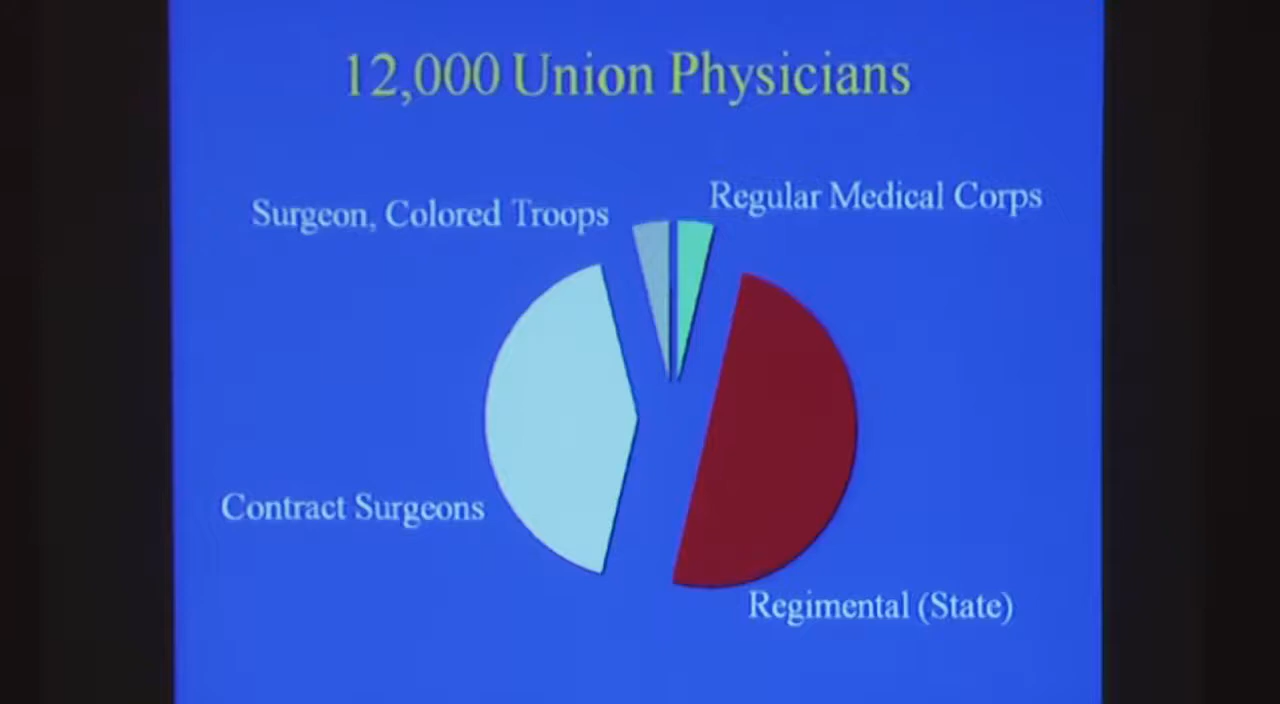 12,000 Union Physicians
Regular Medical Corps
Surgeon, Colored Troops
Contract Surgeons
Regimental (State)